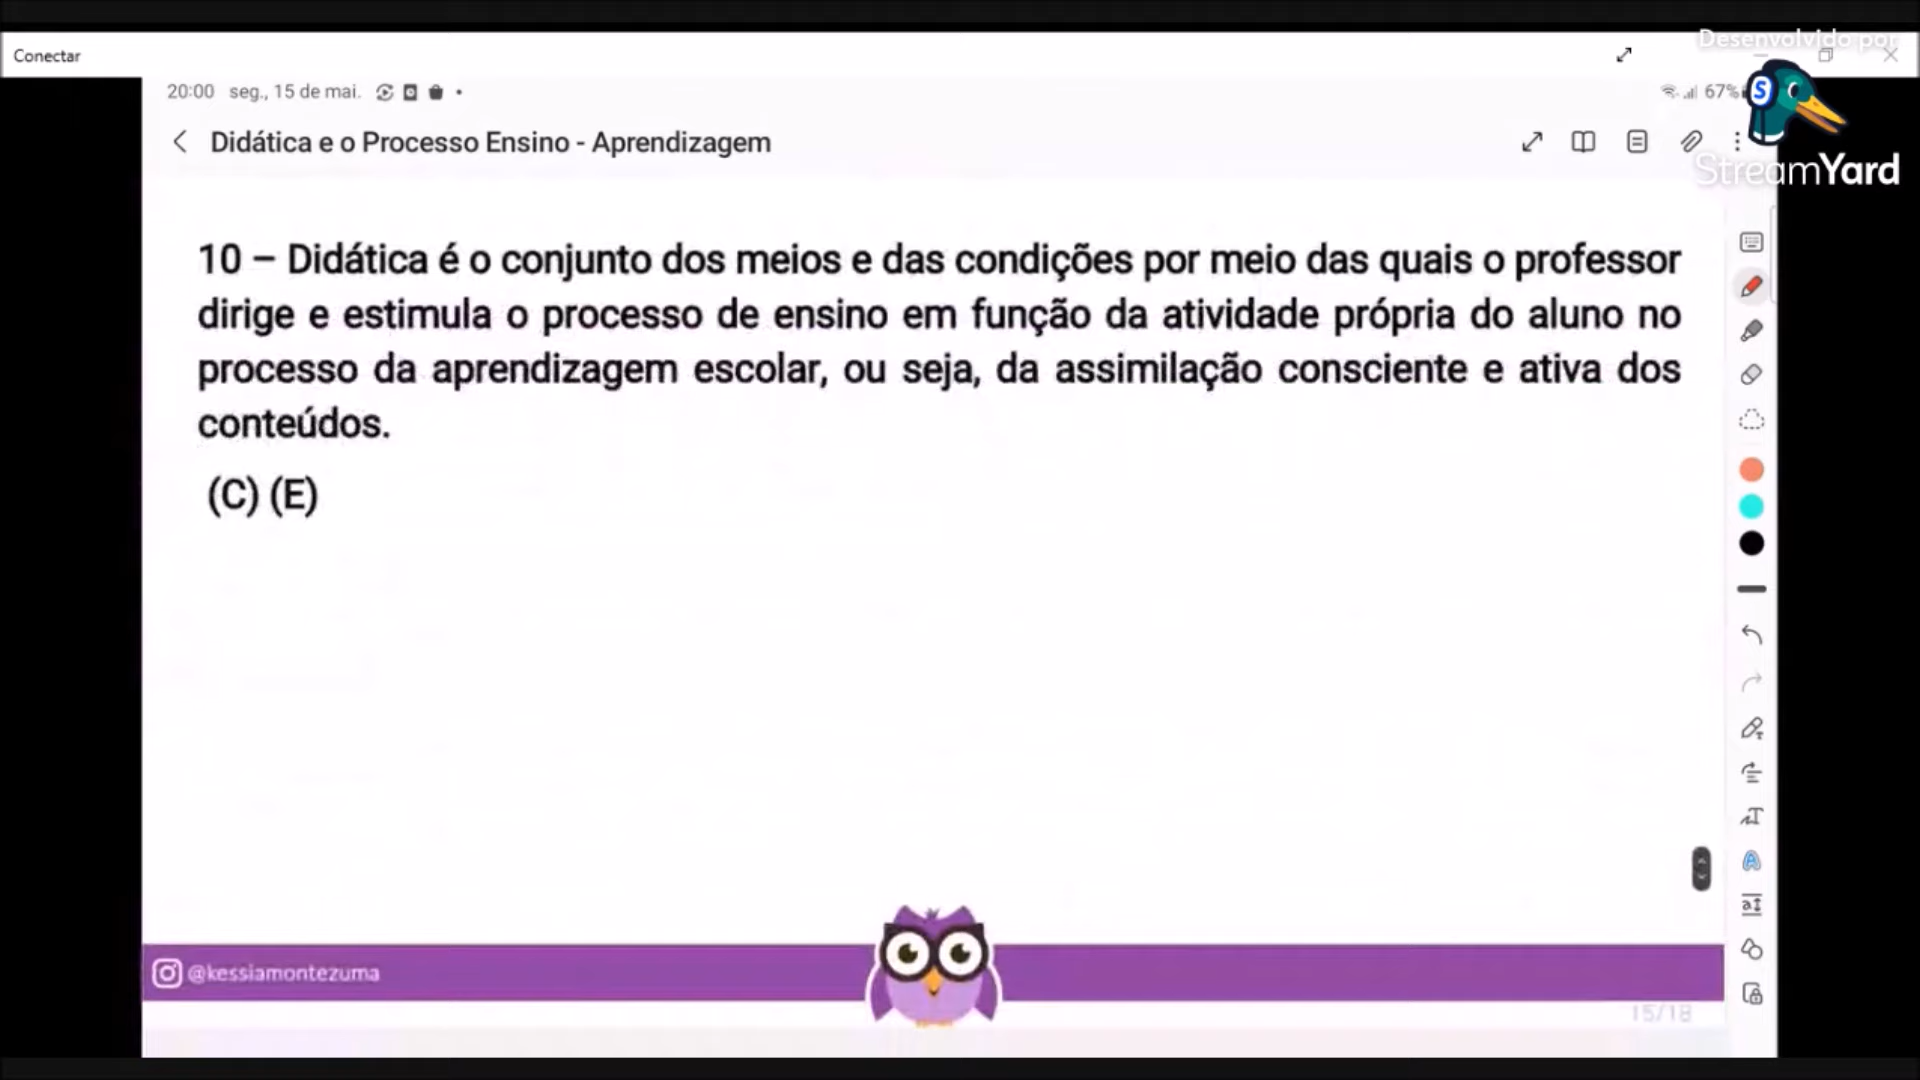 Desenvolvido por
Conectar
20:00 seg., 15 de mai.
67%
Didática e o Processo Ensino - Aprendizagem
StreamYard
10 – Didática é o conjunto dos meios e das condições por meio das quais o professor
dirige e estimula o processo de ensino em função da atividade própria do aluno no
processo da aprendizagem escolar, ou seja, da assimilação consciente e ativa dos
conteúdos.
(C) (E)
@kessiamontezuma
15/18